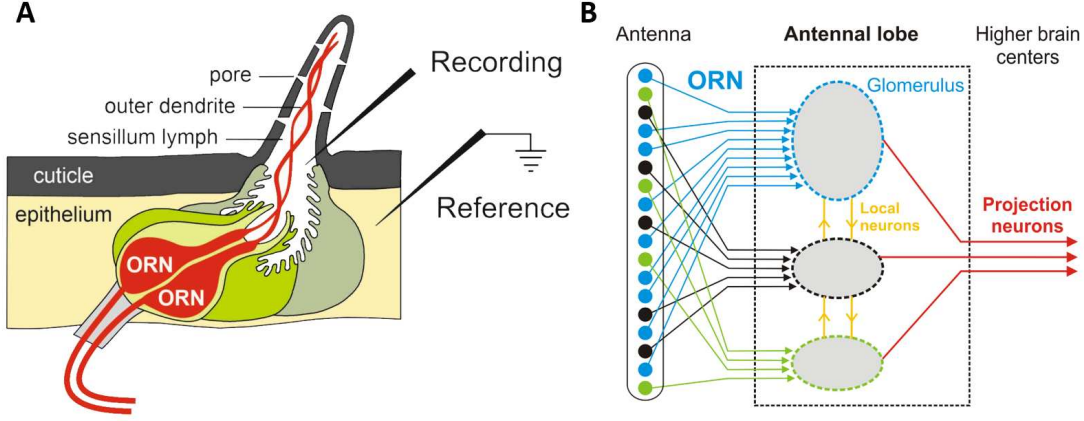 A
pore
outer dendrite
sensillum lymph
cuticle
epithelium
ORN
ORN
Recording
Reference
B
Antenna
Antennal lobe
Higher brain
centers
ORN
Glomerulus
Local
neurons
Projection
neurons